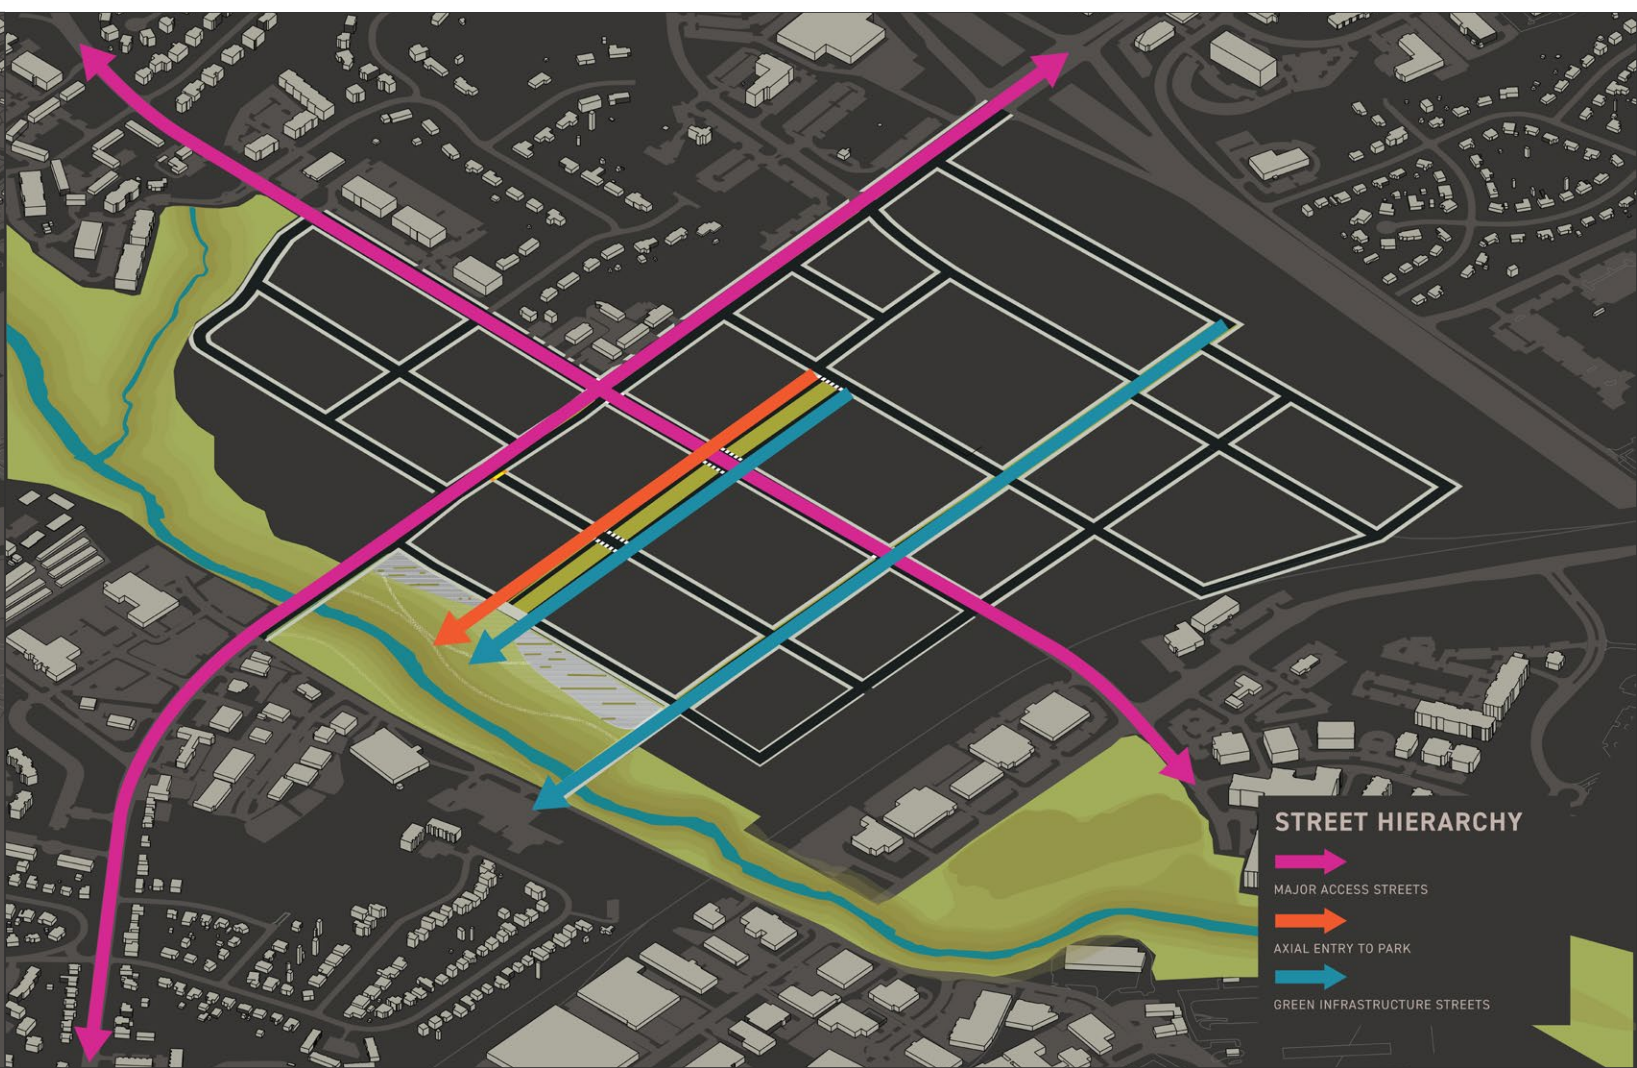 STREET HIERARCHY
MAJOR ACCESS STREETS
AXIAL ENTRY TO PARK
GREEN INFRASTRUCTURE STREETS